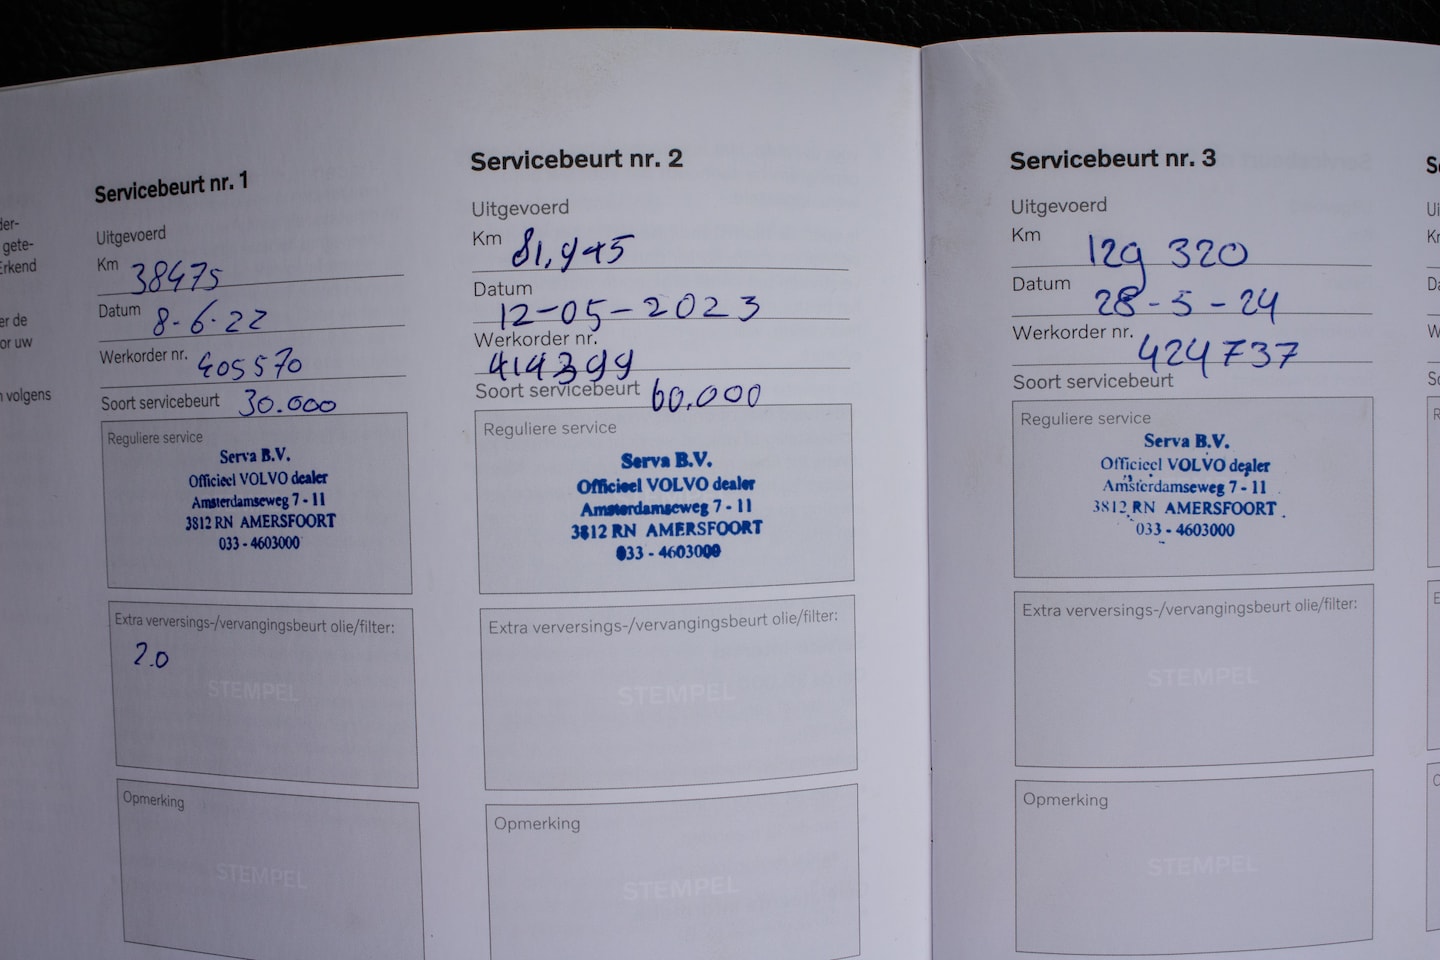 der-
gete-
Erkend
er de
or uw
n volgens
Servicebeurt nr. 1
Uitgevoerd
Km 38475
Datum 8-6-22
Werkorder nr. 405570
Soort servicebeurt 30.000
Reguliere service
Serva B.V.
Officieel VOLVO dealer
Amsterdamseweg 7 - 11
3812 RN AMERSFOORT
033 - 4603000
Extra verversings-/vervangingsbeurt olie/filter:
2.0
STEMPEL
Opmerking
STEMPEL
Servicebeurt nr. 2
Uitgevoerd
Km 81,945
Datum
12-05-2023
Werkorder nr.
414399
Soort servicebeurt 60.000
Reguliere service
Serva B.V.
Officieel VOLVO dealer
Amsterdamseweg 7 - 11
3812 RN AMERSFOORT
033 - 4603000
Extra verversings-/vervangingsbeurt olie/filter:
STEMPEL
Opmerking
STEMPEL
Servicebeurt nr. 3
Uitgevoerd
Km 129 320
Datum 28-5-24
Werkorder nr. 424737
Soort servicebeurt
Reguliere service
Serva B.V.
Officieel VOLVO dealer
Amsterdamseweg 7 - 11
3812 RN AMERSFOORT
033 - 4603000
Extra verversings-/vervangingsbeurt olie/filter:
STEMPEL
Opmerking
STEMPEL